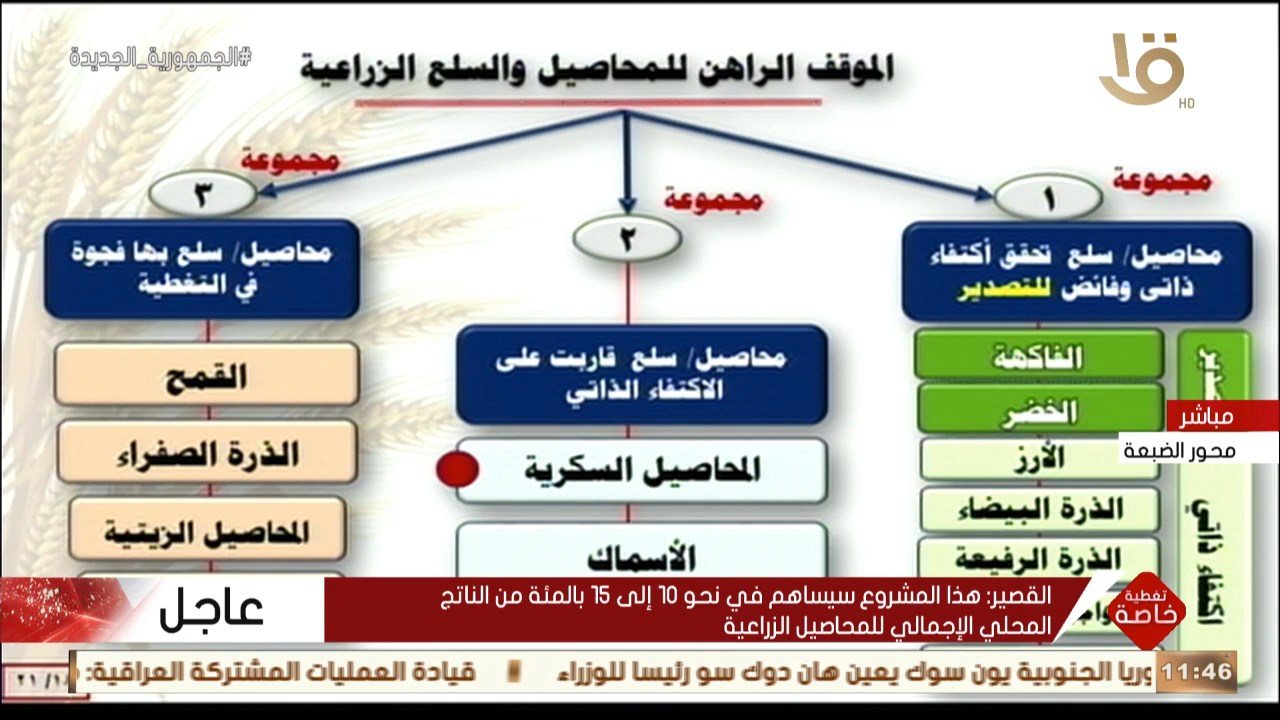 #الجمهورية_الجديدة
HD
الموقف الراهن للمحاصيل والسلع الزراعية
مجموعة
١
محاصيل/ سلع تحقق أكتفاء
ذاتى وفائض للتصدير
الفاكهة
الخضر
الأرز
الذرة البيضاء
الذرة الرفيعة
اكتفاء ذاتي
مجموعة
٢
محاصيل/ سلع قاربت على
الاكتفاء الذاتي
المحاصيل السكرية
الأسماك
مجموعة
٣
محاصيل/ سلع بها فجوة
في التغطية
القمح
الذرة الصفراء
المحاصيل الزيتية
مباشر
محور الضبعة
تغطية
خاصة
عاجل
القصير: هذا المشروع سيساهم في نحو 10 إلى 15 بالمئة من الناتج
المحلي الإجمالي للمحاصيل الزراعية
11:46
الجنوبية يون سوك يعين هان دوك سو رئيسا للوزراء
قيادة العمليات المشتركة العراقية: